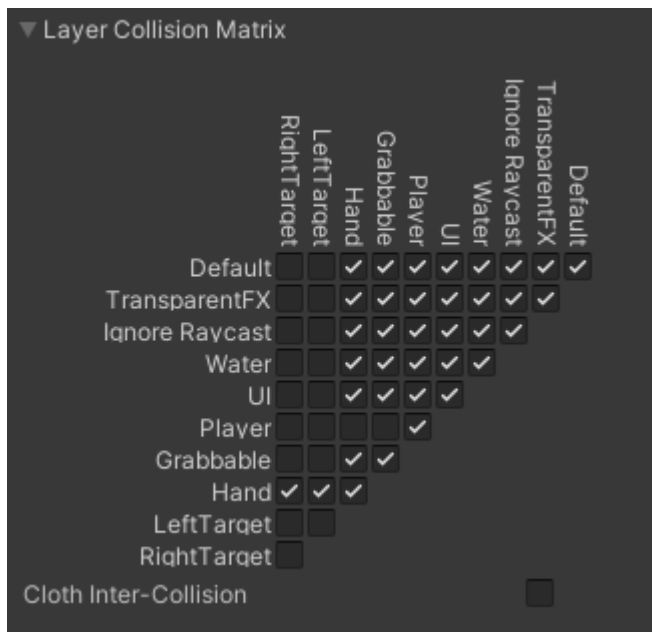 Layer Collision Matrix
RightTarget
LeftTarget
Hand
Grabbable
Player
UI
Water
Ignore Raycast
TransparentFX
Default
Default
TransparentFX
Ignore Raycast
Water
UI
Player
Grabbable
Hand
LeftTarget
RightTarget
Cloth Inter-Collision